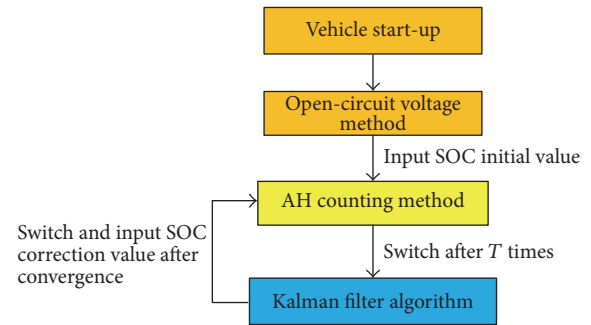 Vehicle start-up
Open-circuit voltage
method
Input SOC initial value
AH counting method
Switch and input SOC
correction value after
convergence
Switch after T times
Kalman filter algorithm